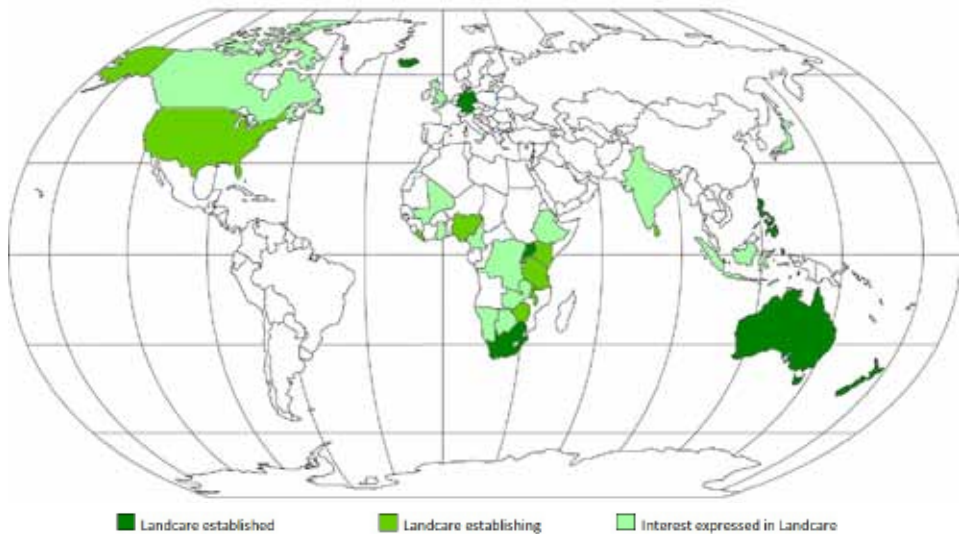 Landcare established
Landcare establishing
Interest expressed in Landcare